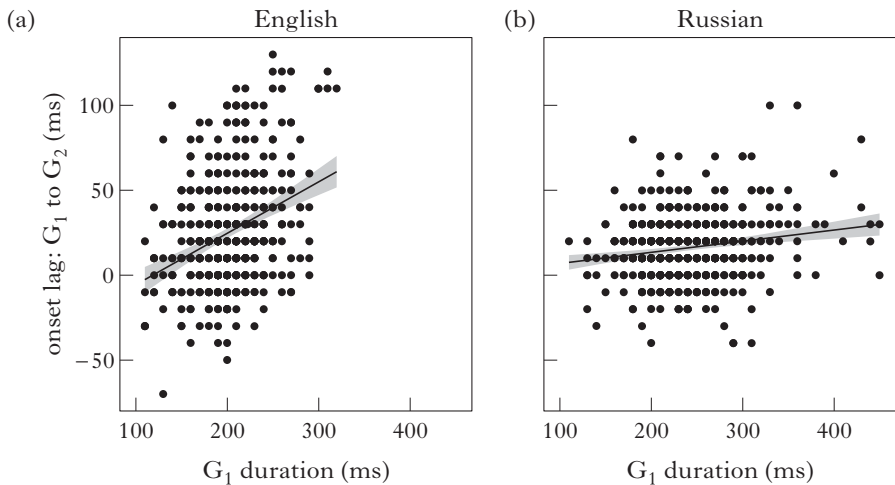 (a) English
(b) Russian
onset lag: G₁ to G₂ (ms)
100
50
0
−50
100 200 300 400
100 200 300 400
G₁ duration (ms)
G₁ duration (ms)